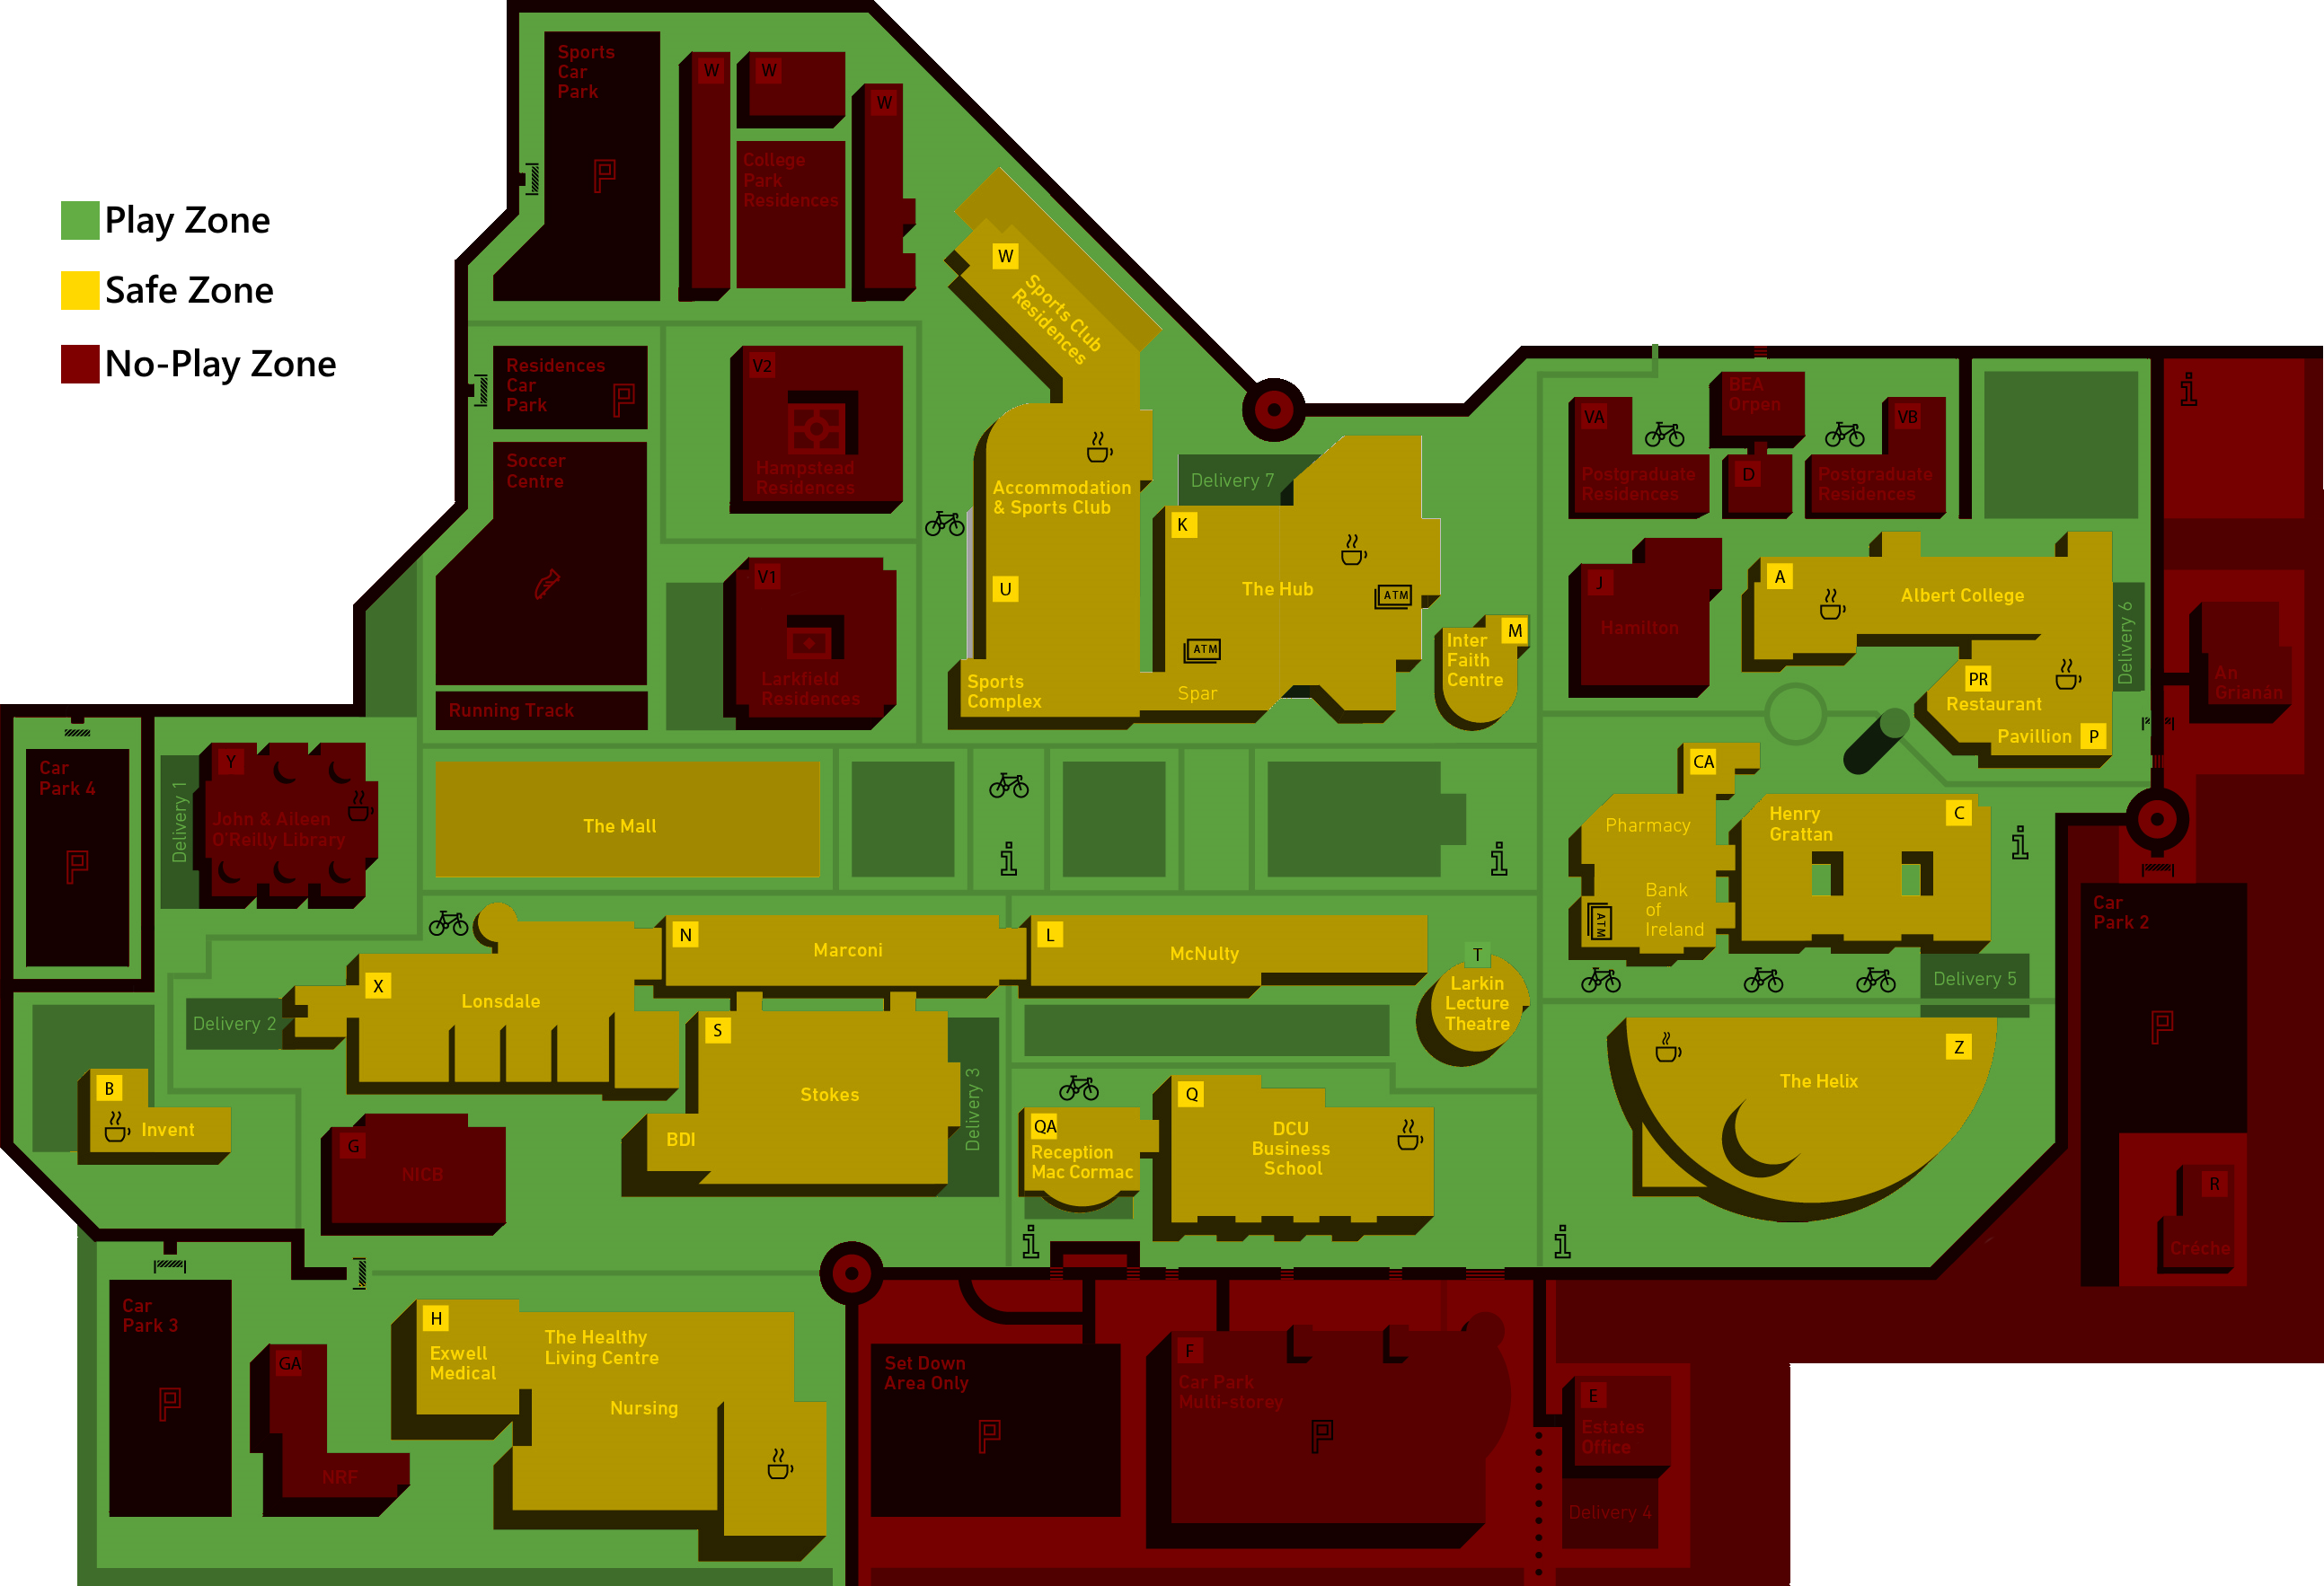 Play Zone
Safe Zone
No-Play Zone
Sports
Car
Park
W
W
W
College
Park
Residences
W
Sports Club
Residences
Residences
Car
Park
V2
Hampstead
Residences
Soccer
Centre
Accommodation
& Sports Club
U
Sports
Complex
Delivery 7
K
The Hub
ATM
ATM
Spar
Inter
Faith
Centre
M
BEA
Orpen
VA
VB
Postgraduate
Residences
D
Postgraduate
Residences
J
Hamilton
A
Albert College
Delivery 6
PR
Restaurant
Pavillion
P
An
Grianán
V1
Larkfield
Residences
Running Track
Car
Park 4
Delivery 1
Y
John & Aileen
O'Reilly Library
The Mall
CA
Pharmacy
Bank
of
Ireland
ATM
Henry
Grattan
C
Car
Park 2
Delivery 5
N
Marconi
L
McNulty
T
Larkin
Lecture
Theatre
X
Lonsdale
Delivery 2
S
Stokes
BDI
Delivery 3
B
Invent
G
NICB
QA
Reception
Mac Cormac
Q
DCU
Business
School
Z
The Helix
R
Créche
Car
Park 3
GA
NRF
H
Exwell
Medical
The Healthy
Living Centre
Nursing
Set Down
Area Only
F
Car Park
Multi-storey
E
Estates
Office
Delivery 4